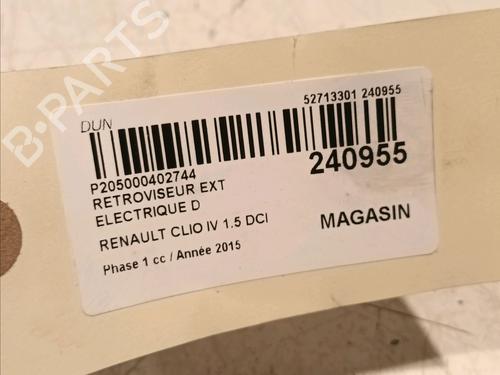 B-PARTS
DUN
52713301 240955
P205000402744
240955
RETROVISEUR EXT
ELECTRIQUE D
RENAULT CLIO IV 1.5 DCI
MAGASIN
Phase 1 cc / Année 2015